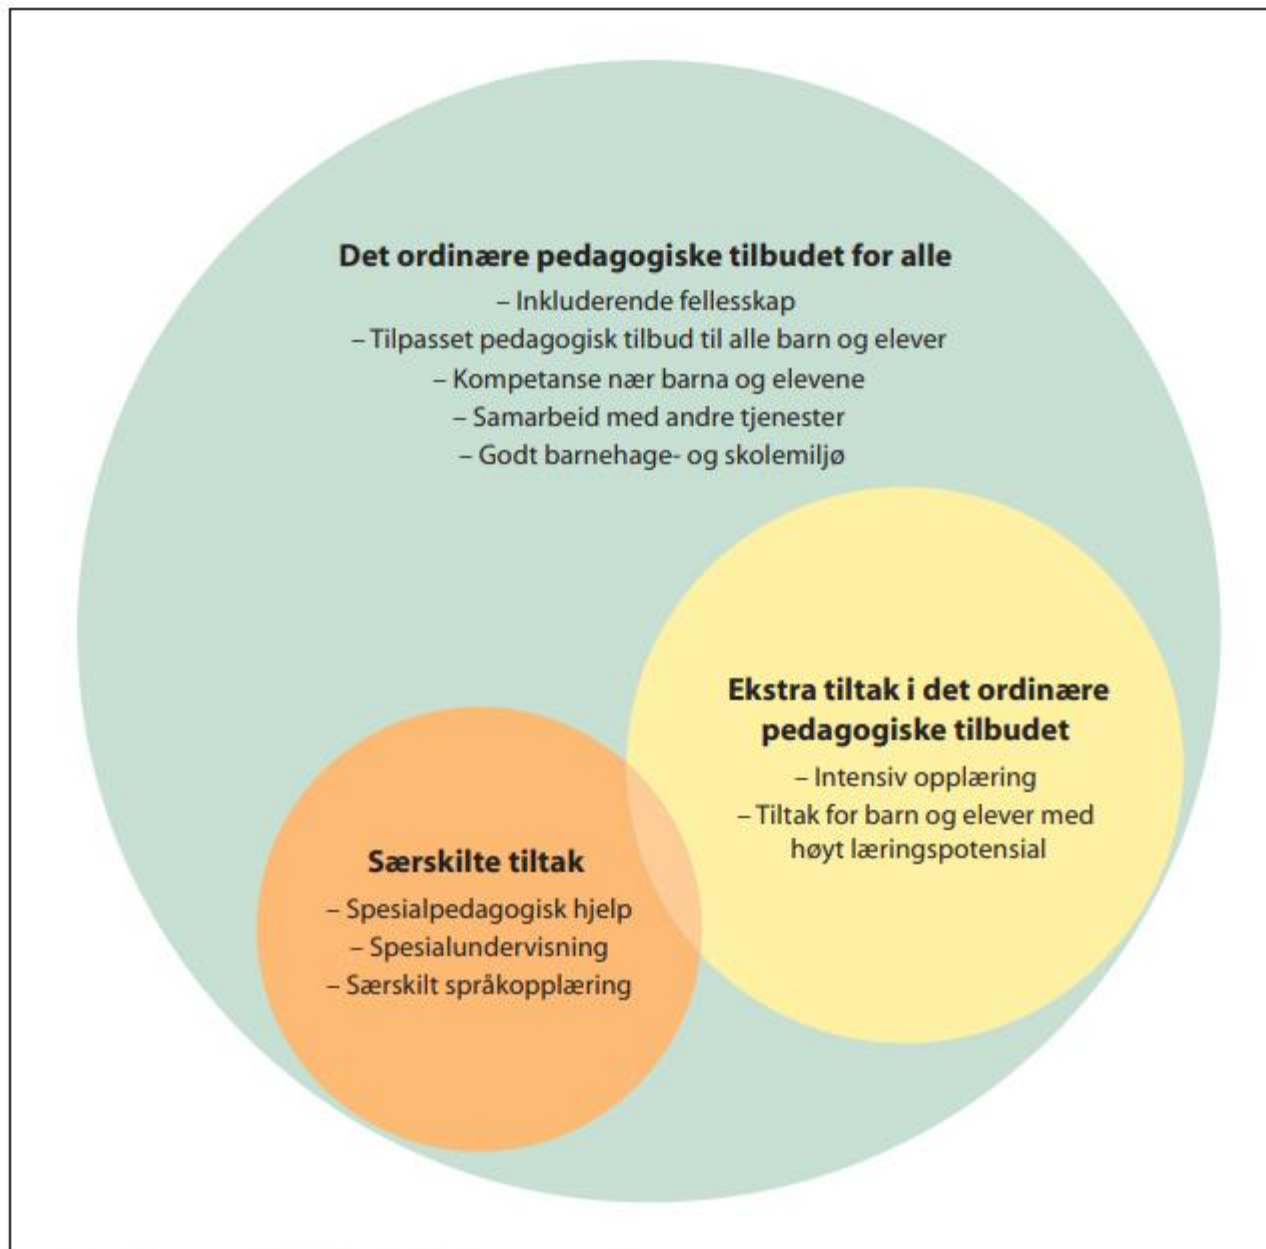 Det ordinære pedagogiske tilbudet for alle
– Inkluderende fellesskap
– Tilpasset pedagogisk tilbud til alle barn og elever
– Kompetanse nær barna og elevene
– Samarbeid med andre tjenester
– Godt barnehage- og skolemiljø
Ekstra tiltak i det ordinære
pedagogiske tilbudet
– Intensiv opplæring
– Tiltak for barn og elever med
høyt læringspotensial
Særskilte tiltak
– Spesialpedagogisk hjelp
– Spesialundervisning
– Særskilt språkopplæring